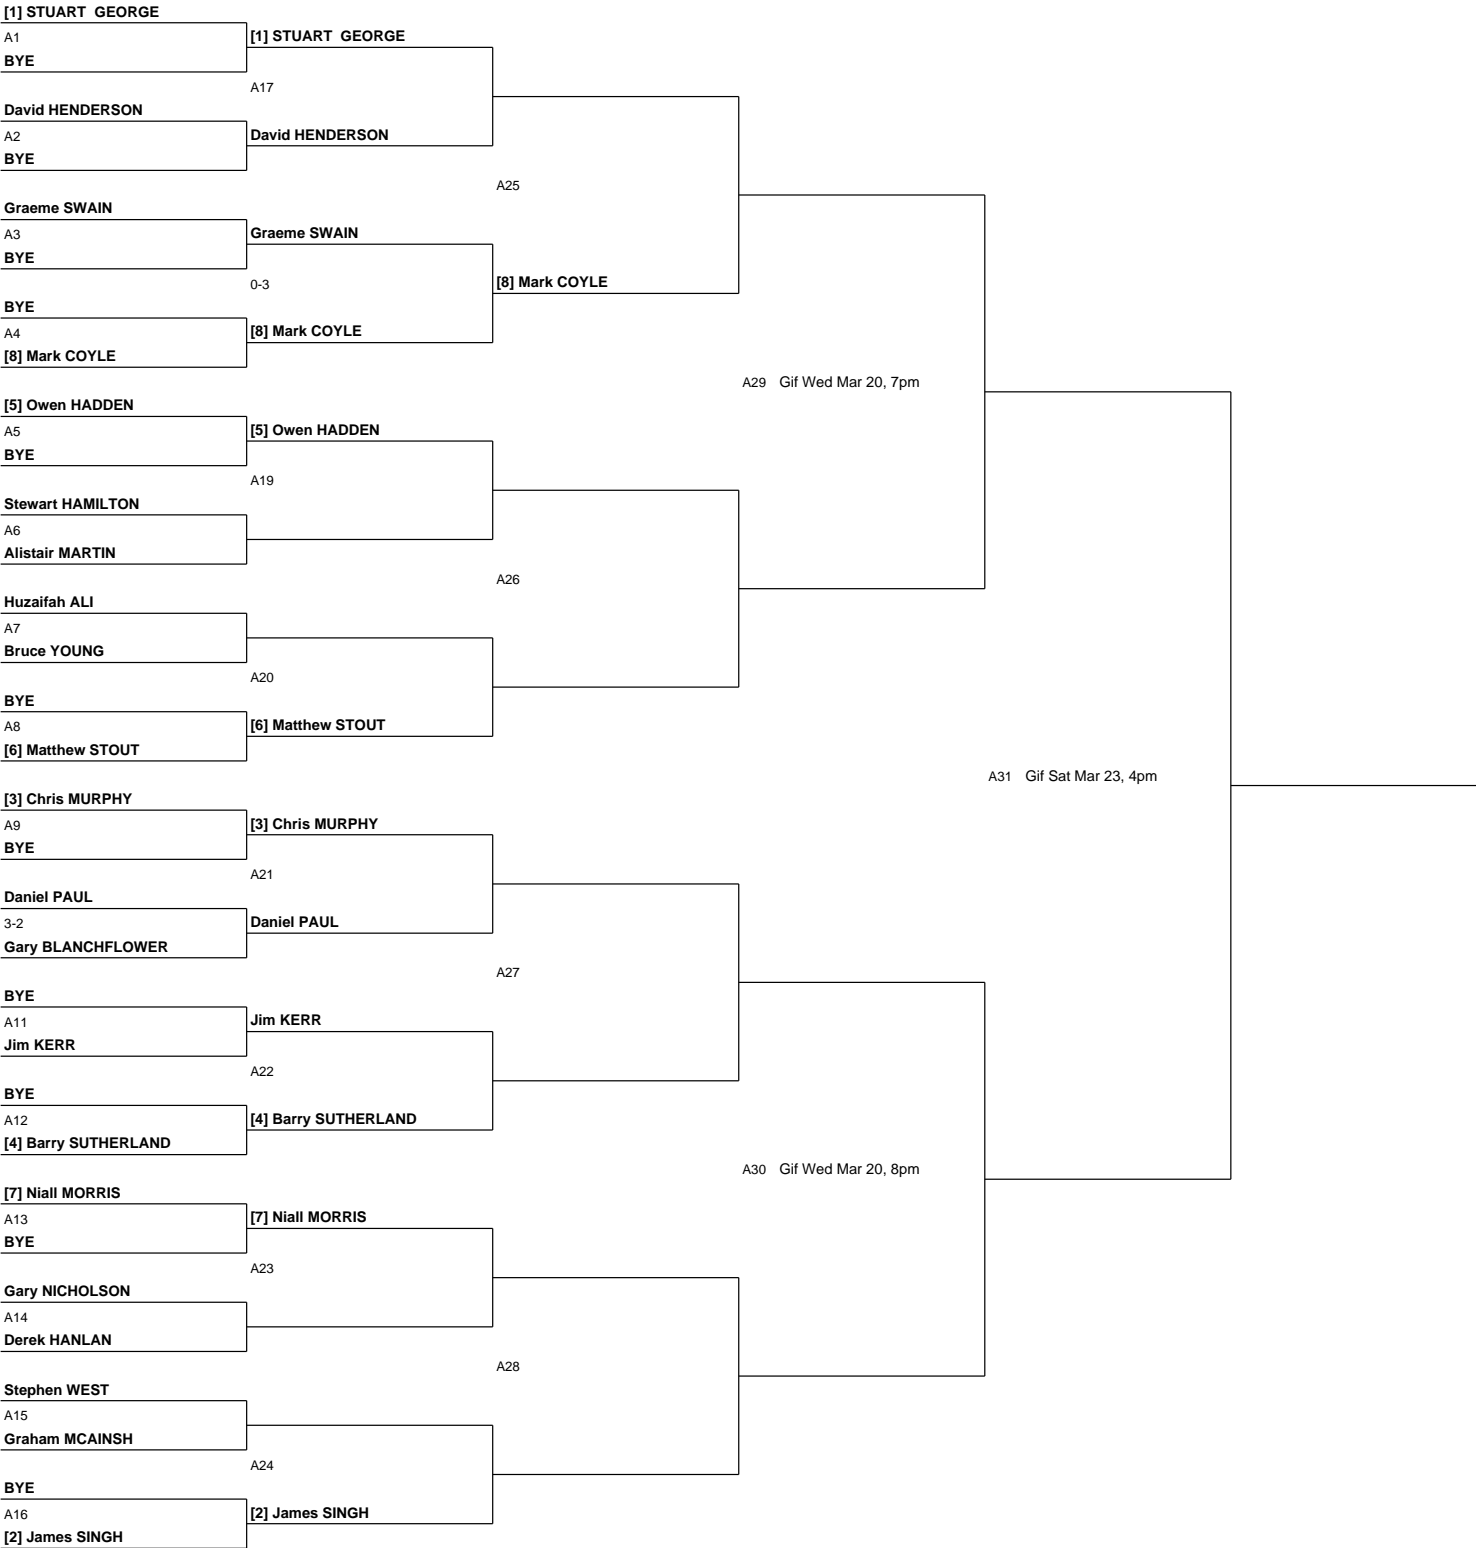 [1] STUART  GEORGE
A1
[1] STUART  GEORGE
BYE
A17
David HENDERSON
A2
David HENDERSON
BYE
A25
Graeme SWAIN
A3
Graeme SWAIN
BYE
0-3
[8] Mark COYLE
BYE
A4
[8] Mark COYLE
[8] Mark COYLE
A29 Gif Wed Mar 20, 7pm
[5] Owen HADDEN
A5
[5] Owen HADDEN
BYE
A19
Stewart HAMILTON
A6
Alistair MARTIN
A26
Huzaifah ALI
A7
Bruce YOUNG
A20
BYE
A8
[6] Matthew STOUT
[6] Matthew STOUT
A31 Gif Sat Mar 23, 4pm
[3] Chris MURPHY
A9
[3] Chris MURPHY
BYE
A21
Daniel PAUL
3-2
Daniel PAUL
Gary BLANCHFLOWER
A27
BYE
A11
Jim KERR
Jim KERR
A22
BYE
A12
[4] Barry SUTHERLAND
[4] Barry SUTHERLAND
A30 Gif Wed Mar 20, 8pm
[7] Niall MORRIS
A13
[7] Niall MORRIS
BYE
A23
Gary NICHOLSON
A14
Derek HANLAN
A28
Stephen WEST
A15
Graham MCAINSH
A24
BYE
A16
[2] James SINGH
[2] James SINGH